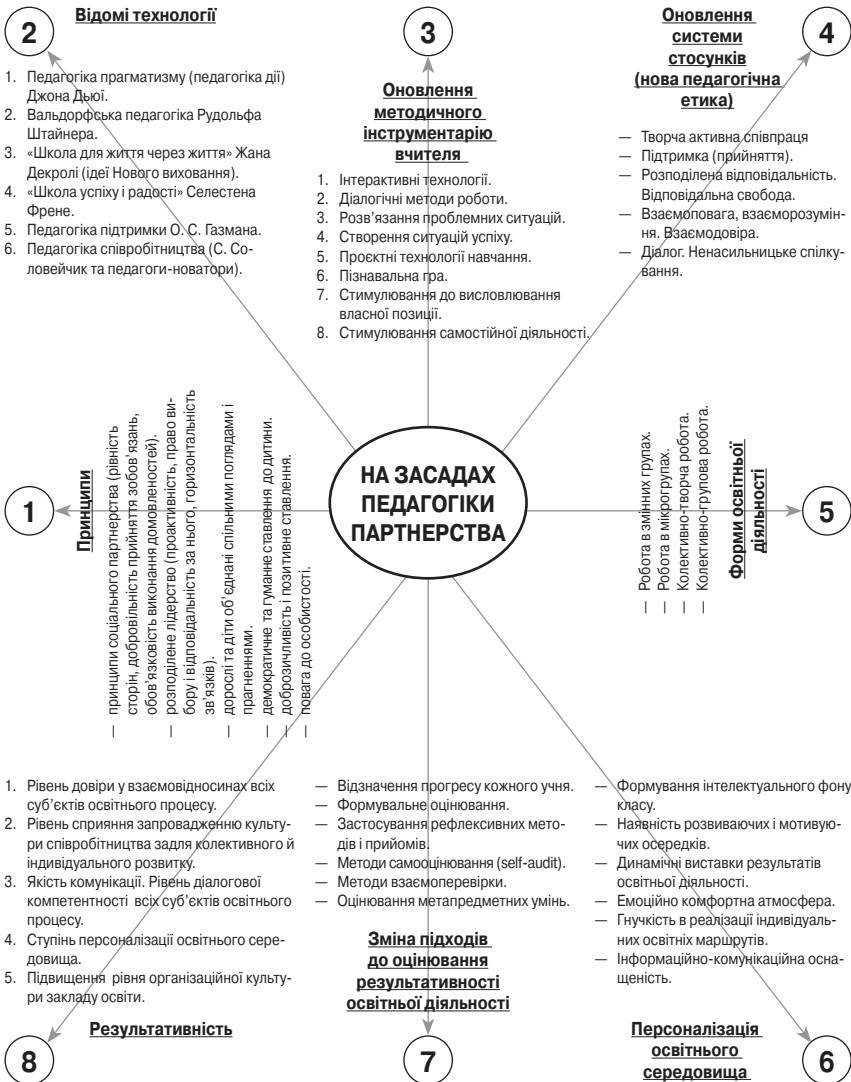 2
Відомі технології
1. Педагогіка прагматизму (педагогіка дії)
Джона Дьюї.
2. Вальдорфська педагогіка Рудольфа
Штайнера.
3. «Школа для життя через життя» Жана
Декролі (ідеї Нового виховання).
4. «Школа успіху і радості» Селестена
Френе.
5. Педагогіка підтримки О. С. Газмана.
6. Педагогіка співробітництва (С. Со-
ловейчик та педагоги-новатори).
3
Оновлення
методичного
інструментарію
вчителя
1. Інтерактивні технології.
2. Діалогічні методи роботи.
3. Розв’язання проблемних ситуацій.
4. Створення ситуацій успіху.
5. Проєктні технології навчання.
6. Пізнавальна гра.
7. Стимулювання до висловлювання
власної позиції.
8. Стимулювання самостійної діяльності.
Оновлення
системи
стосунків
(нова педагогічна
етика)
4
— Творча активна співпраця
— Підтримка (прийняття).
— Розподілена відповідальність.
Відповідальна свобода.
— Взаємоповага, взаєморозумін-
ня. Взаємодовіра.
— Діалог. Ненасильницьке спілку-
вання.
1
Принципи
— принципи соціального партнерства (рівність
сторін, добровільність прийняття зобов’язань,
обов’язковість виконання домовленостей).
— розподілене лідерство (проактивність, право ви-
бору і відповідальність за нього, горизонтальність
зв’язків).
— дорослі та діти об’єднані спільними поглядами і
прагненнями.
— демократичне та гуманне ставлення до дитини.
— доброзичливість і позитивне ставлення.
— повага до особистості.
НА ЗАСАДАХ
ПЕДАГОГІКИ
ПАРТНЕРСТВА
— Робота в змінних групах.
— Робота в мікрогрупах.
— Колективно-творча робота.
— Колективно-групова робота.
Форми освітньої
діяльності
5
1. Рівень довіри у взаємовідносинах всіх
суб’єктів освітнього процесу.
2. Рівень сприяння запровадженню культу-
ри співробітництва задля колективного й
індивідуального розвитку.
3. Якість комунікації. Рівень діалогової
компетентності всіх суб’єктів освітнього
процесу.
4. Ступінь персоналізації освітнього сере-
довища.
5. Підвищення рівня організаційної культу-
ри закладу освіти.
Результативність
8
— Відзначення прогресу кожного учня.
— Формувальне оцінювання.
— Застосування рефлексивних мето-
дів і прийомів.
— Методи самооцінювання (self-audit).
— Методи взаємоперевірки.
— Оцінювання метапредметних умінь.
Зміна підходів
до оцінювання
результативності
освітньої діяльності
7
— Формування інтелектуального фону
класу.
— Наявність розвиваючих і мотивую-
чих осередків.
— Динамічні виставки результатів
освітньої діяльності.
— Емоційно комфортна атмосфера.
— Гнучкість в реалізації індивідуаль-
них освітніх маршрутів.
— Інформаційно-комунікаційна осна-
щеність.
Персоналізація
освітнього
середовища
6